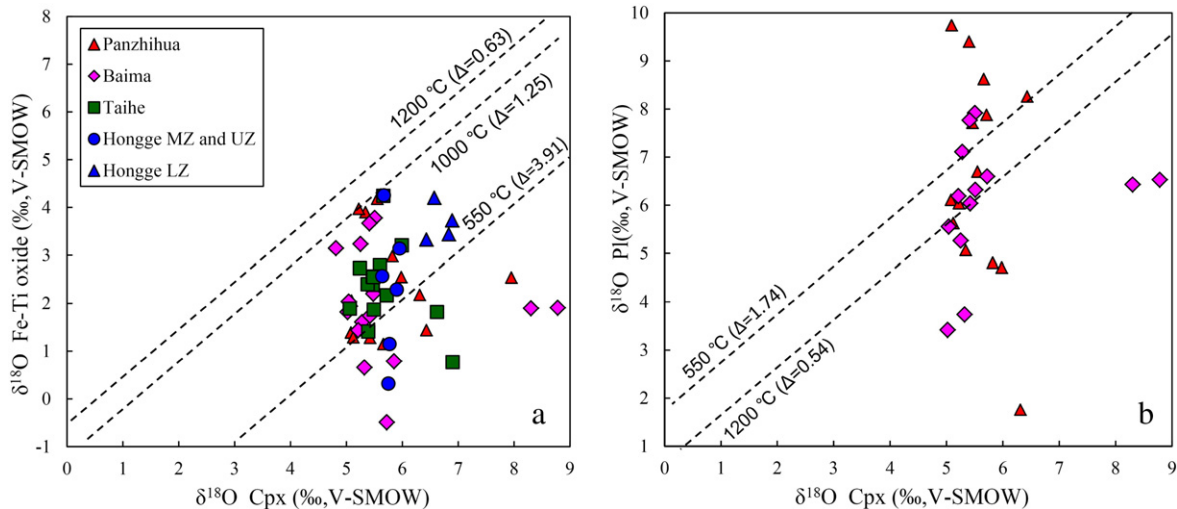 8
7
6
5
4
3
2
1
0
-1
δ¹⁸O Fe-Ti oxide (‰,V-SMOW)
Panzhihua
Baima
Taihe
Hongge MZ and UZ
Hongge LZ
1200 °C (Δ=0.63)
1000 °C (Δ=1.25)
550 °C (Δ=3.91)
a
0 1 2 3 4 5 6 7 8 9
δ¹⁸O Cpx (‰,V-SMOW)
10
9
8
7
6
5
4
3
2
1
δ¹⁸O Pl(‰,V-SMOW)
550 °C (Δ=1.74)
1200 °C (Δ=0.54)
b
0 1 2 3 4 5 6 7 8 9
δ¹⁸O Cpx (‰,V-SMOW)